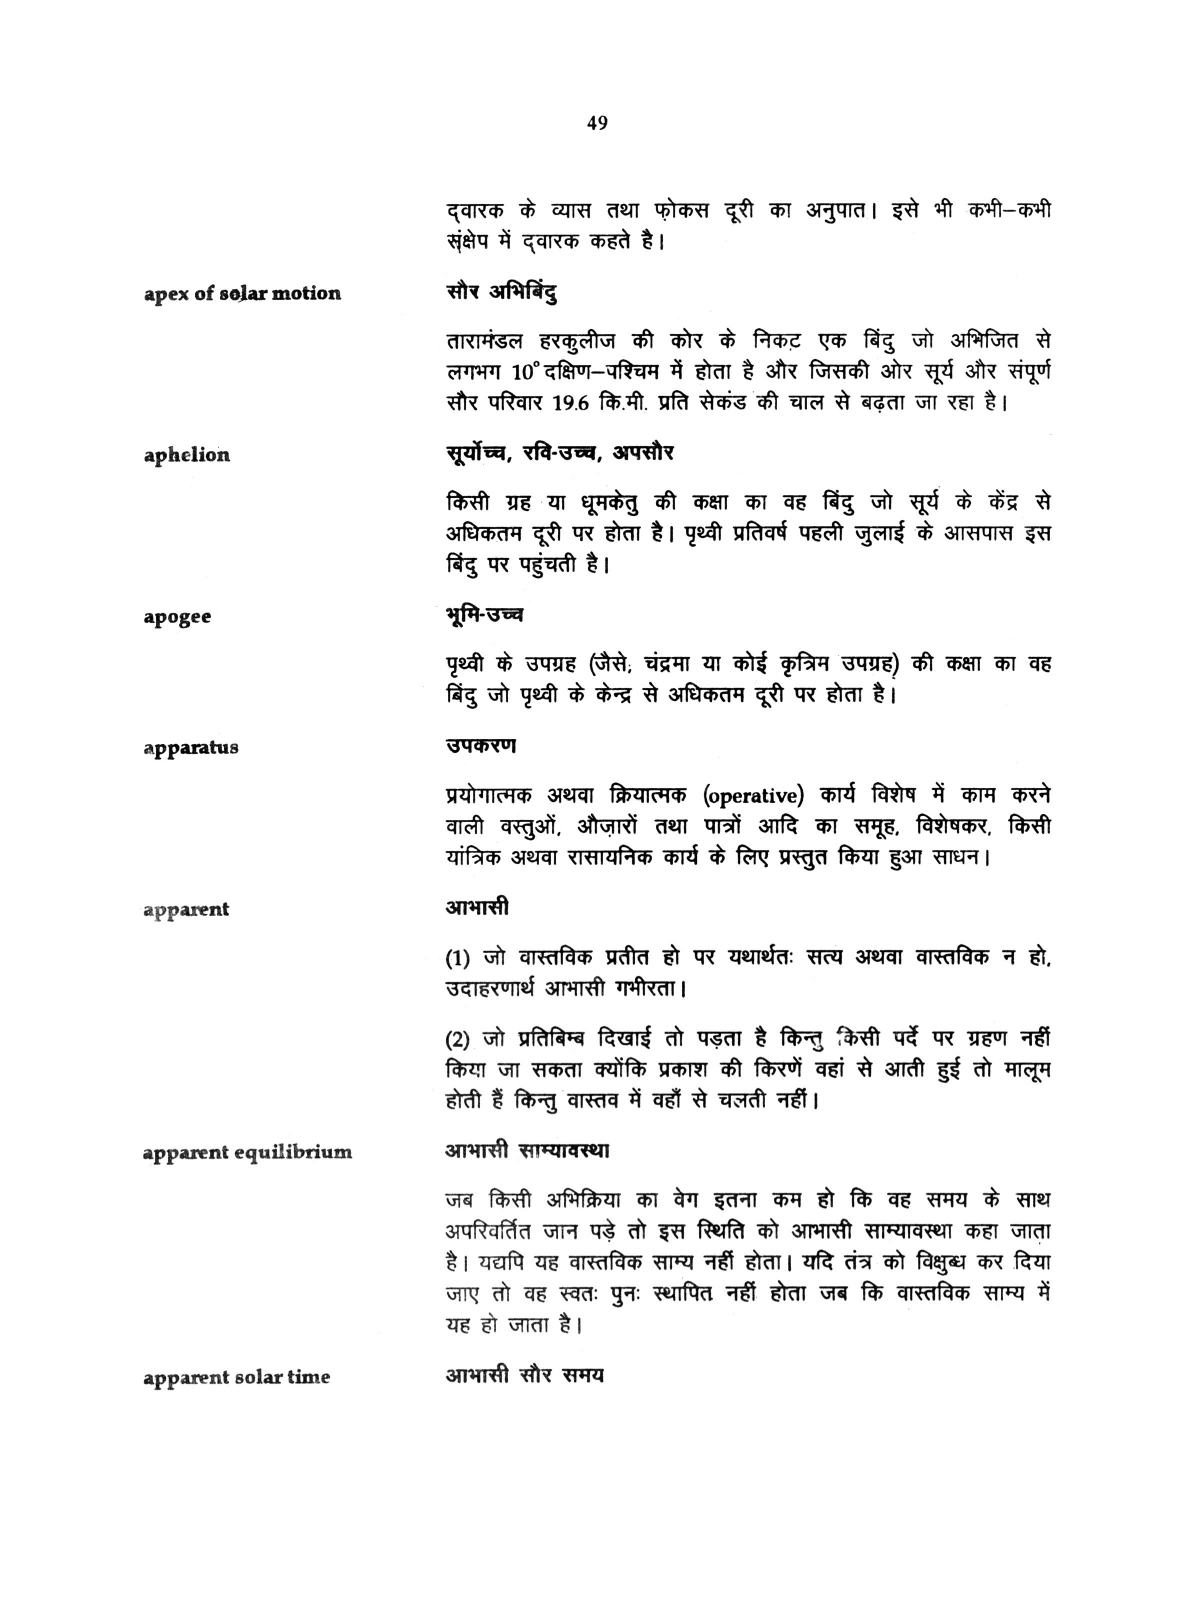 49
द्वारक के व्यास तथा फ़ोकस दूरी का अनुपात। इसे भी कभी–कभी
संक्षेप में द्वारक कहते है।
apex of solar motion सौर अभिबिंदु
तारामंडल हरकुलीज की कोर के निकट एक बिंदु जो अभिजित से
लगभग 10° दक्षिण–पश्चिम में होता है और जिसकी ओर सूर्य और संपूर्ण
सौर परिवार 19.6 कि.मी. प्रति सेकंड की चाल से बढ़ता जा रहा है।
aphelion सूर्योच्च, रवि-उच्च, अपसौर
किसी ग्रह या धूमकेतु की कक्षा का वह बिंदु जो सूर्य के केंद्र से
अधिकतम दूरी पर होता है। पृथ्वी प्रतिवर्ष पहली जुलाई के आसपास इस
बिंदु पर पहुंचती है।
apogee भूमि-उच्च
पृथ्वी के उपग्रह (जैसे, चंद्रमा या कोई कृत्रिम उपग्रह) की कक्षा का वह
बिंदु जो पृथ्वी के केन्द्र से अधिकतम दूरी पर होता है।
apparatus उपकरण
प्रयोगात्मक अथवा क्रियात्मक (operative) कार्य विशेष में काम करने
वाली वस्तुओं, औज़ारों तथा पात्रों आदि का समूह, विशेषकर, किसी
यांत्रिक अथवा रासायनिक कार्य के लिए प्रस्तुत किया हुआ साधन।
apparent आभासी
(1) जो वास्तविक प्रतीत हो पर यथार्थतः सत्य अथवा वास्तविक न हो,
उदाहरणार्थ आभासी गभीरता।
(2) जो प्रतिबिम्ब दिखाई तो पड़ता है किन्तु किसी पर्दे पर ग्रहण नहीं
किया जा सकता क्योंकि प्रकाश की किरणें वहां से आती हुई तो मालूम
होती हैं किन्तु वास्तव में वहाँ से चलती नहीं।
apparent equilibrium आभासी साम्यावस्था
जब किसी अभिक्रिया का वेग इतना कम हो कि वह समय के साथ
अपरिवर्तित जान पड़े तो इस स्थिति को आभासी साम्यावस्था कहा जाता
है। यद्यपि यह वास्तविक साम्य नहीं होता। यदि तंत्र को विक्षुब्ध कर दिया
जाए तो वह स्वतः पुनः स्थापित नहीं होता जब कि वास्तविक साम्य में
यह हो जाता है।
apparent solar time आभासी सौर समय